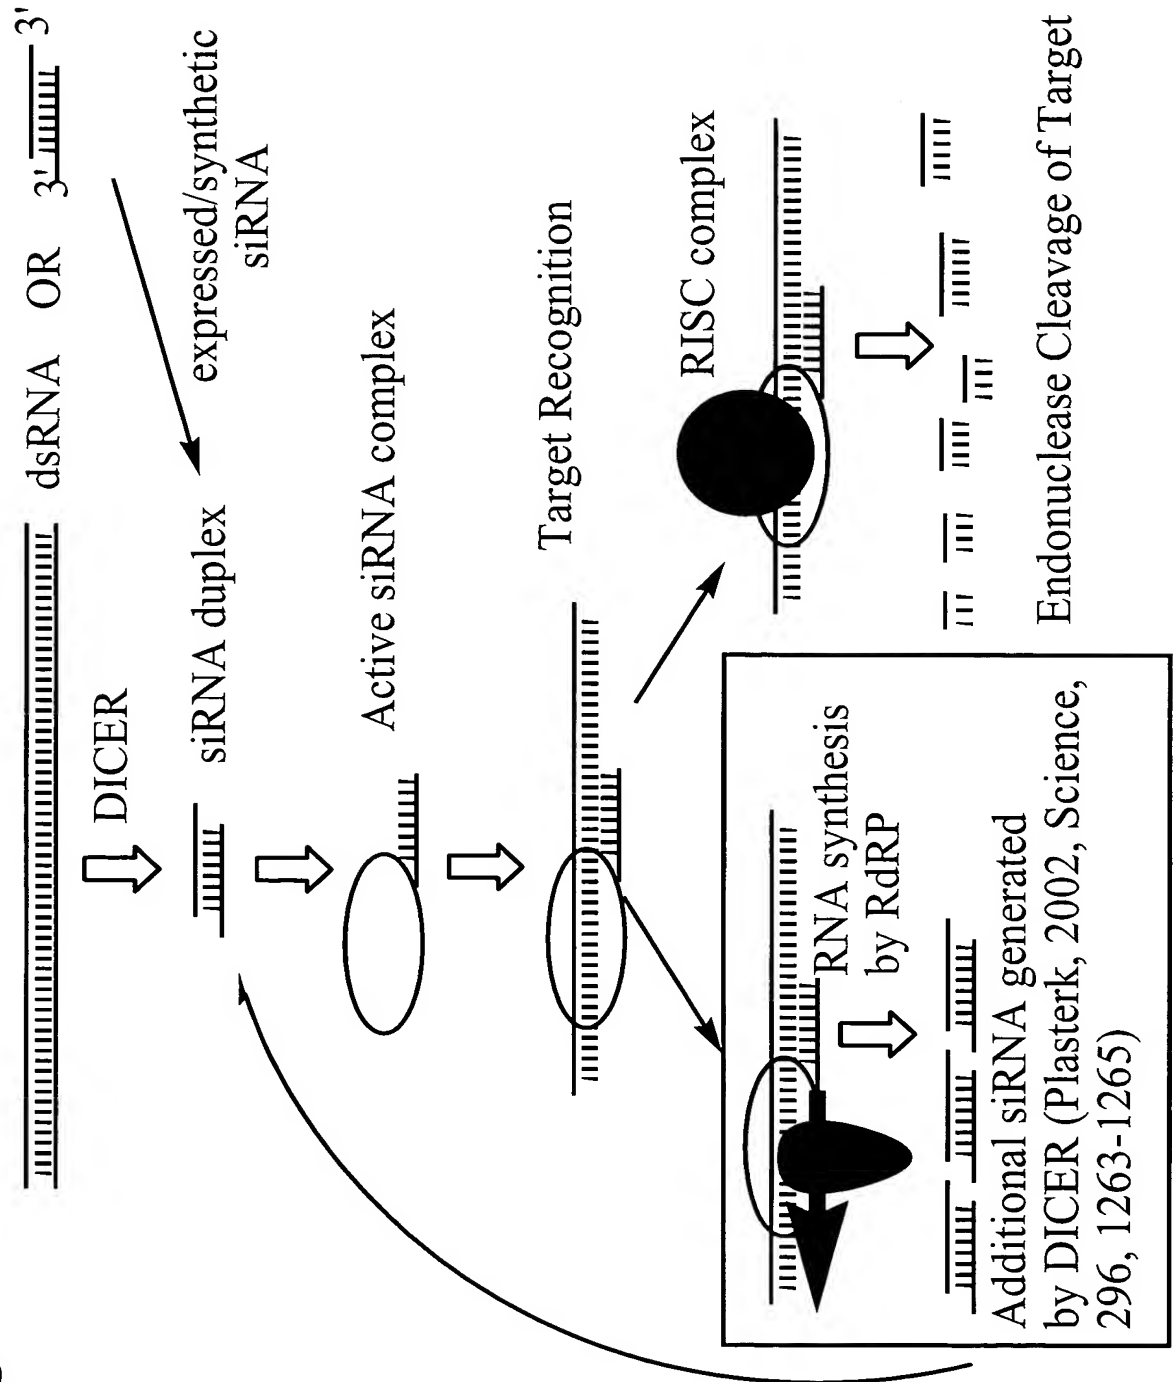 dsRNA OR 3' 3'
DICER
siRNA duplex
expressed/synthetic
siRNA
Active siRNA complex
Target Recognition
RISC complex
RNA synthesis
by RdRP
Additional siRNA generated
by DICER (Plasterk, 2002, Science,
296, 1263-1265)
Endonuclease Cleavage of Target